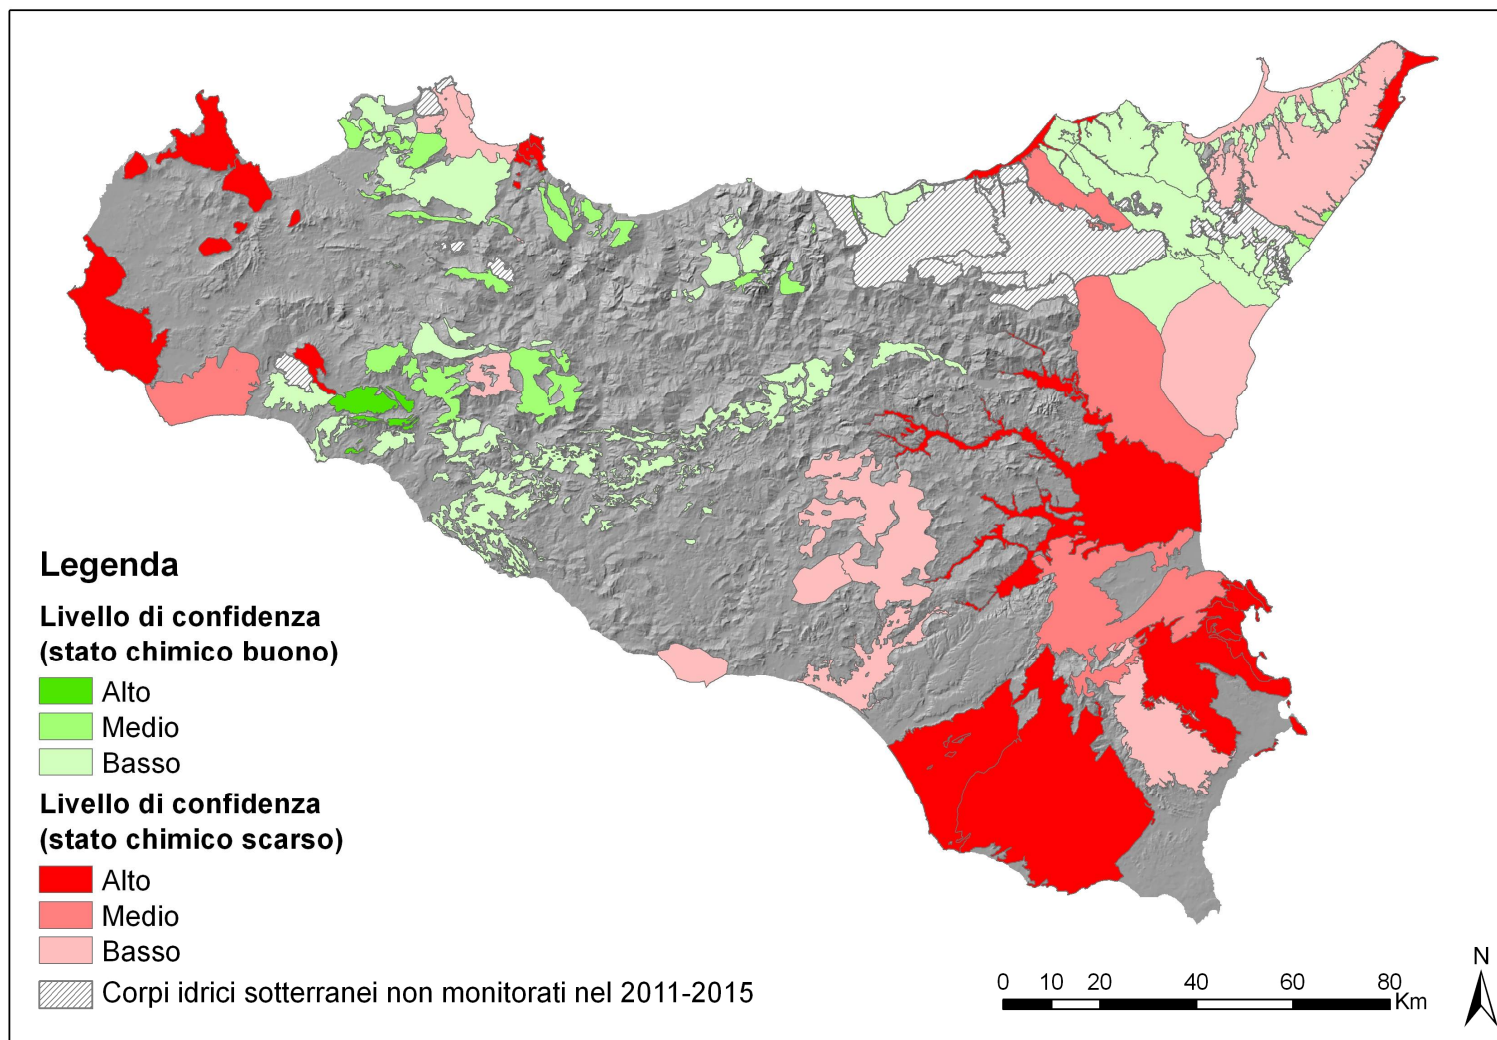 Legenda
Livello di confidenza
(stato chimico buono)
Alto
Medio
Basso
Livello di confidenza
(stato chimico scarso)
Alto
Medio
Basso
Corpi idrici sotterranei non monitorati nel 2011-2015
0 10 20 40 60 80
Km
N